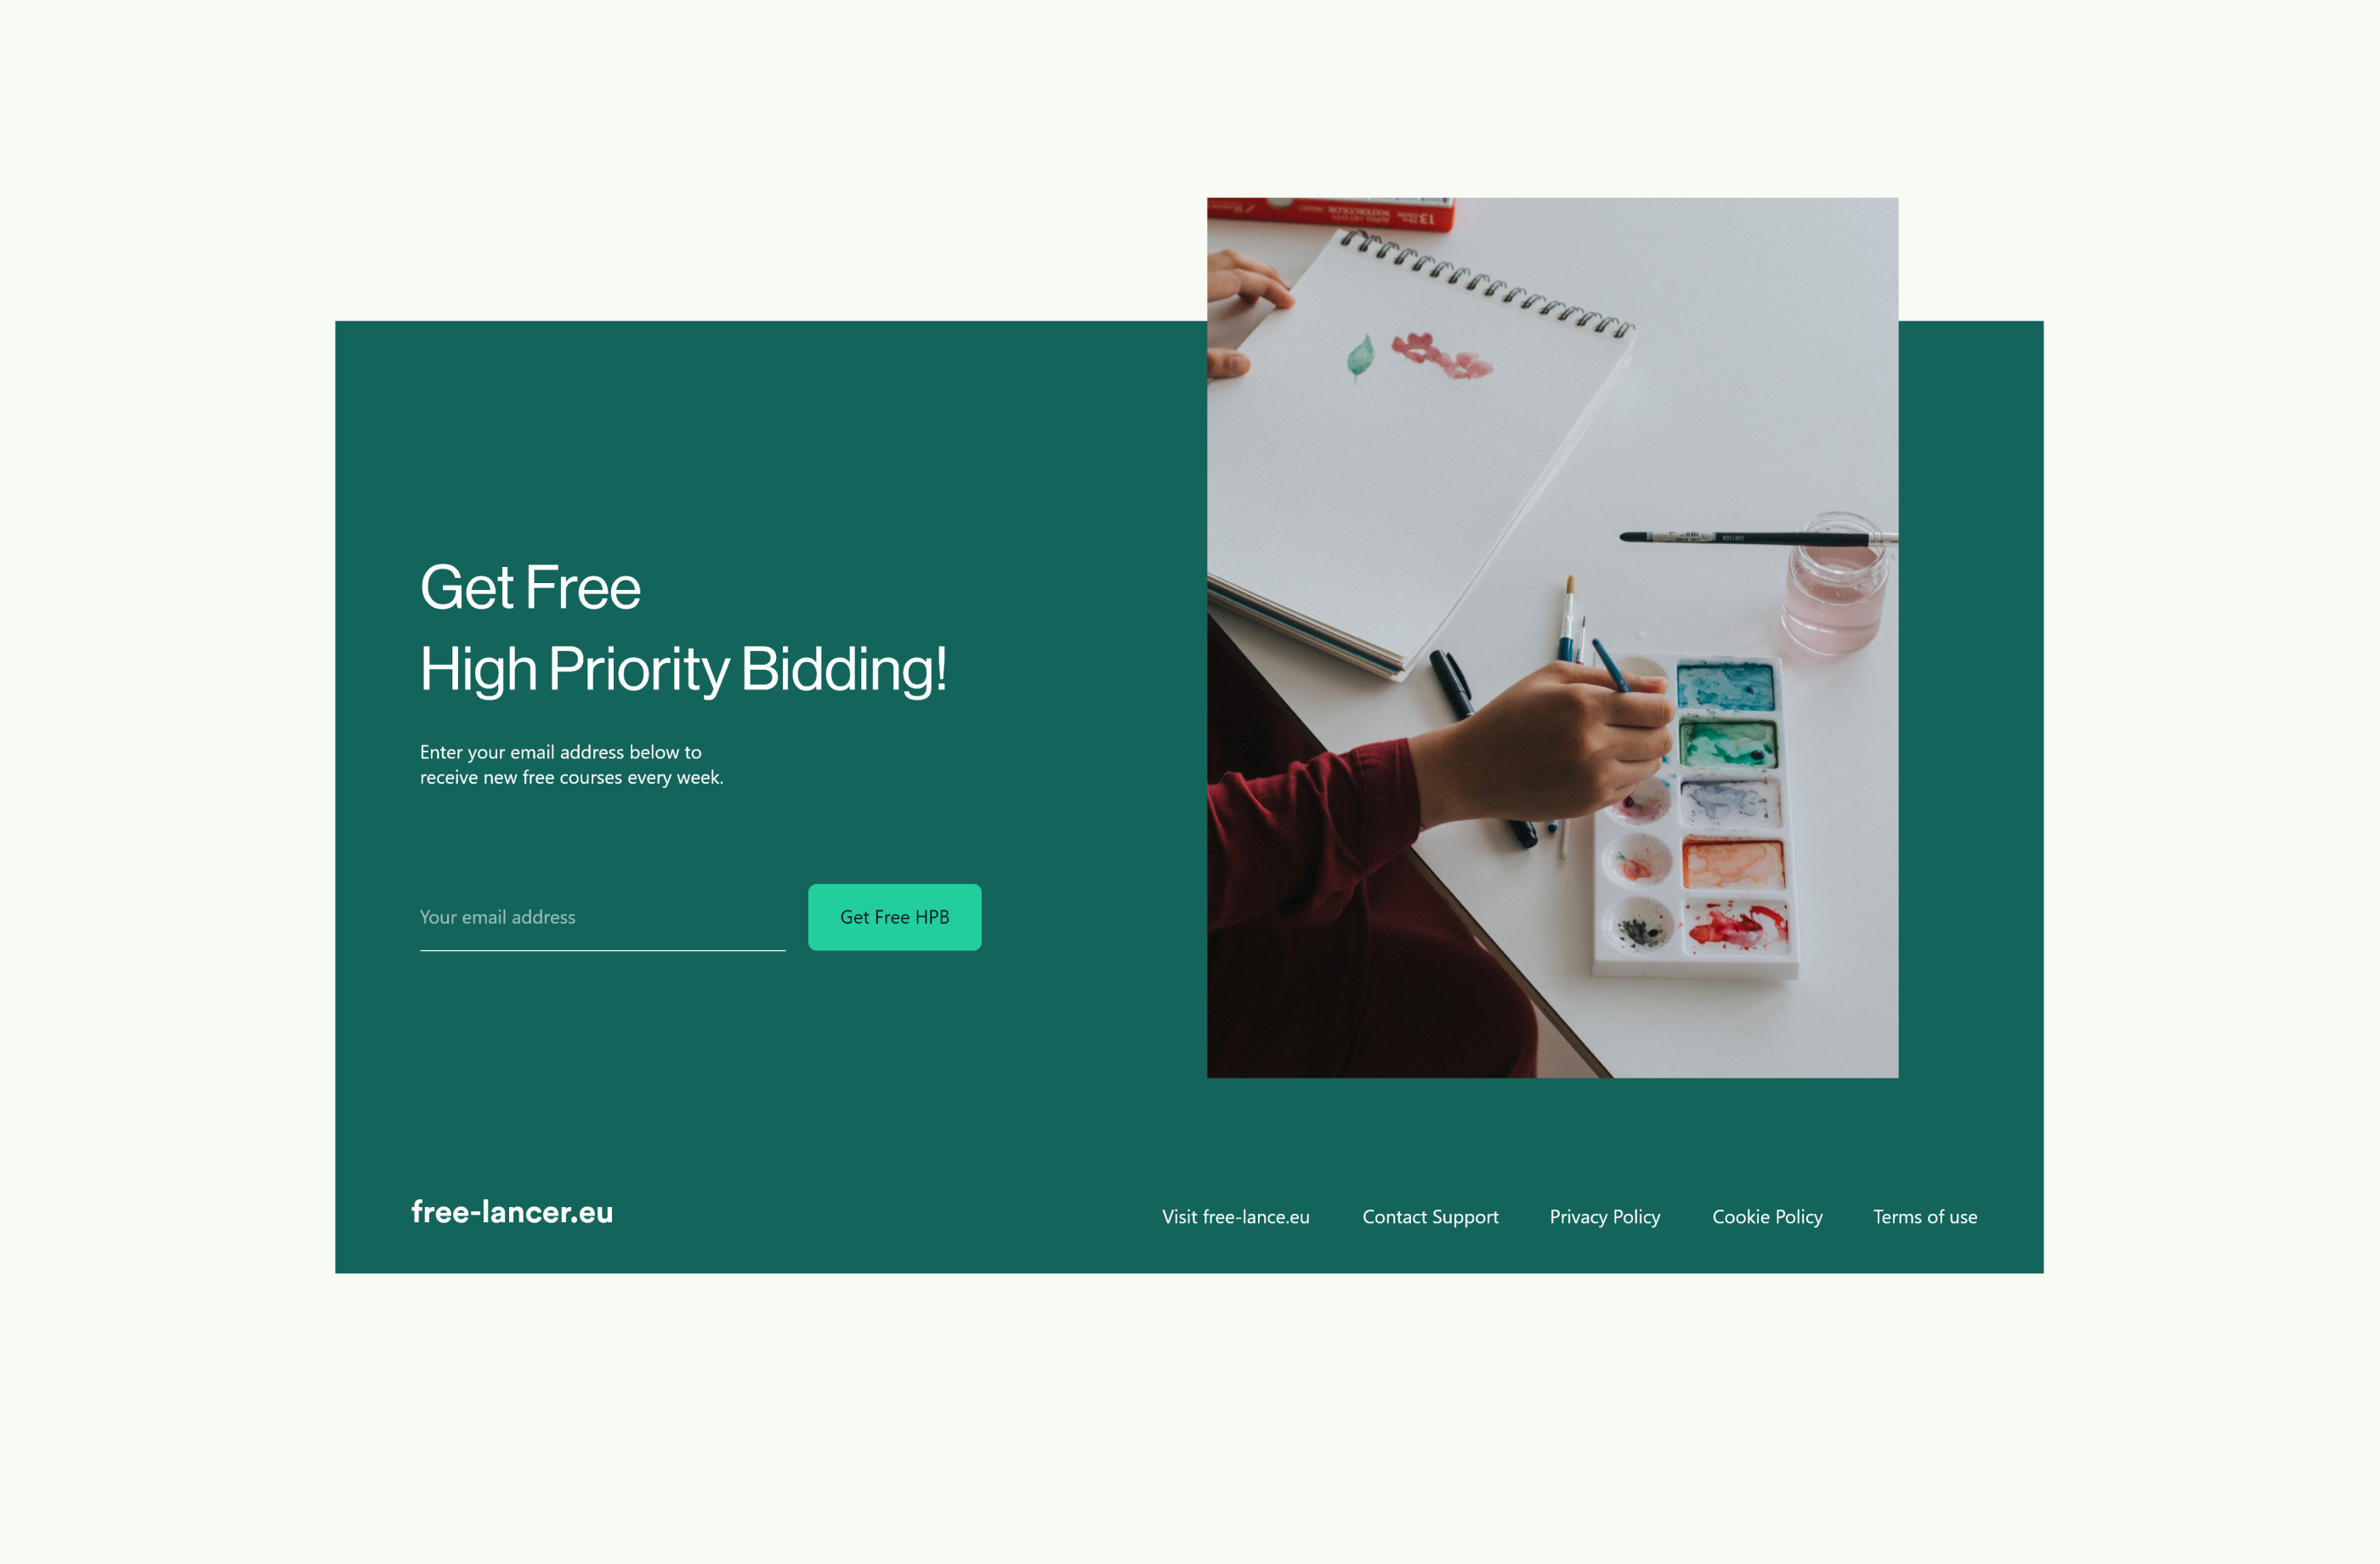 Get Free
High Priority Bidding!
Enter your email address below to
receive new free courses every week.
Your email address
Get Free HPB
free-lancer.eu
Visit free-lance.eu
Contact Support
Privacy Policy
Cookie Policy
Terms of use